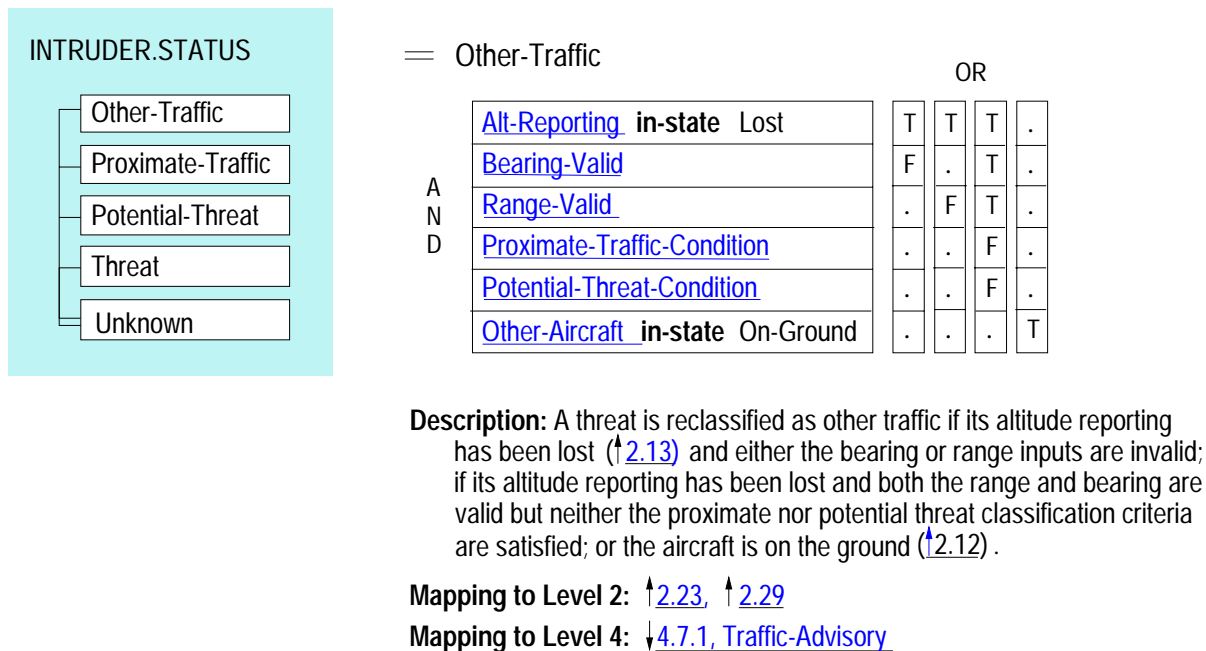 INTRUDER.STATUS
Other-Traffic
Proximate-Traffic
Potential-Threat
Threat
Unknown
= Other-Traffic
OR
AND
Alt-Reporting in-state Lost T T T .
Bearing-Valid F . T .
Range-Valid . F T .
Proximate-Traffic-Condition . . F .
Potential-Threat-Condition . . F .
Other-Aircraft in-state On-Ground . . . T
Description: A threat is reclassified as other traffic if its altitude reporting
has been lost (↑2.13) and either the bearing or range inputs are invalid;
if its altitude reporting has been lost and both the range and bearing are
valid but neither the proximate nor potential threat classification criteria
are satisfied; or the aircraft is on the ground (↑2.12) .
Mapping to Level 2: ↑2.23, ↑2.29
Mapping to Level 4: ↓4.7.1, Traffic-Advisory